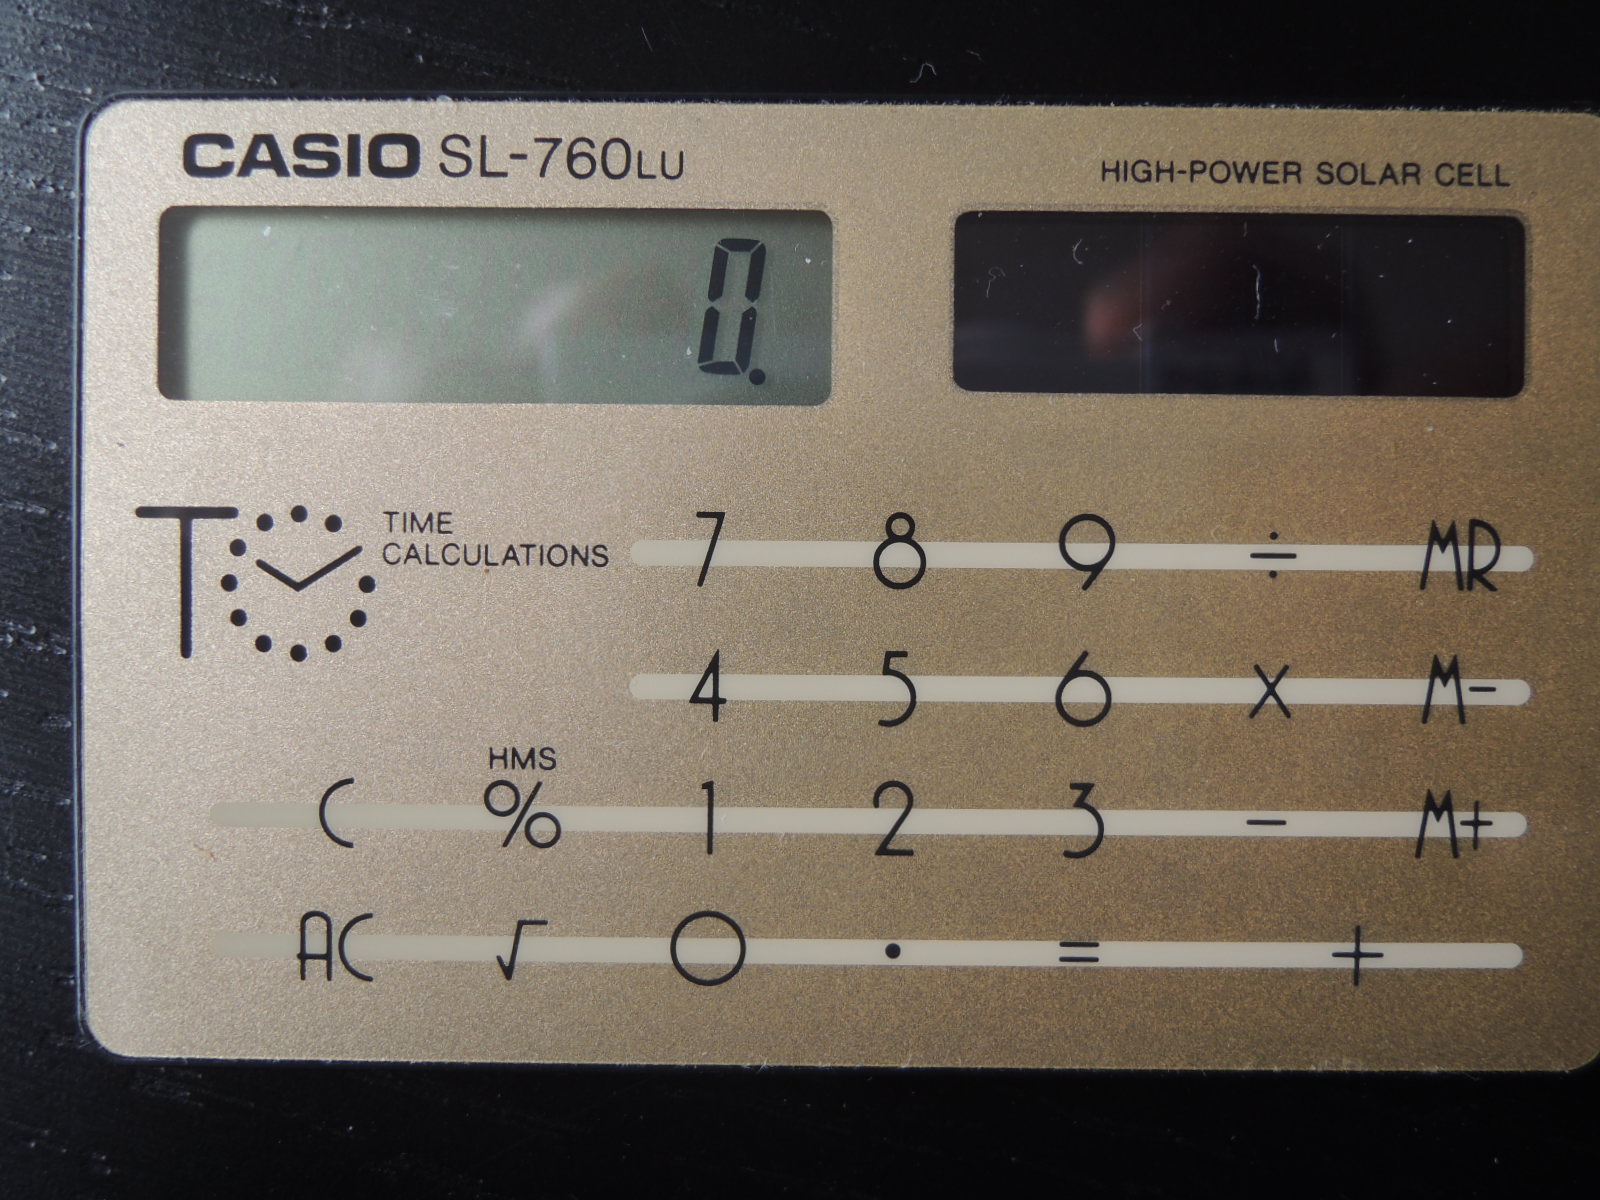 CASIO SL-760LU
HIGH-POWER SOLAR CELL
0.
T
TIME
CALCULATIONS
7 8 9 ÷ MR
4 5 6 × M-
HMS
C % 1 2 3 - M+
AC √ 0 . = +